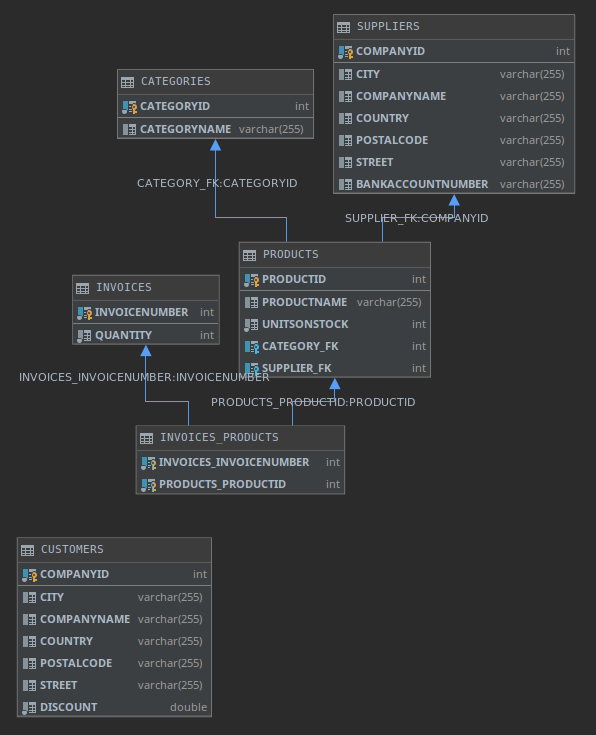 SUPPLIERS
COMPANYID int
CITY varchar(255)
COMPANYNAME varchar(255)
COUNTRY varchar(255)
POSTALCODE varchar(255)
STREET varchar(255)
BANKACCOUNTNUMBER varchar(255)
CATEGORIES
CATEGORYID int
CATEGORYNAME varchar(255)
CATEGORY_FK:CATEGORYID
SUPPLIER_FK:COMPANYID
PRODUCTS
PRODUCTID int
PRODUCTNAME varchar(255)
UNITSONSTOCK int
CATEGORY_FK int
SUPPLIER_FK int
INVOICES
INVOICENUMBER int
QUANTITY int
INVOICES_INVOICENUMBER:INVOICENUMBER
PRODUCTS_PRODUCTID:PRODUCTID
INVOICES_PRODUCTS
INVOICES_INVOICENUMBER int
PRODUCTS_PRODUCTID int
CUSTOMERS
COMPANYID int
CITY varchar(255)
COMPANYNAME varchar(255)
COUNTRY varchar(255)
POSTALCODE varchar(255)
STREET varchar(255)
DISCOUNT double